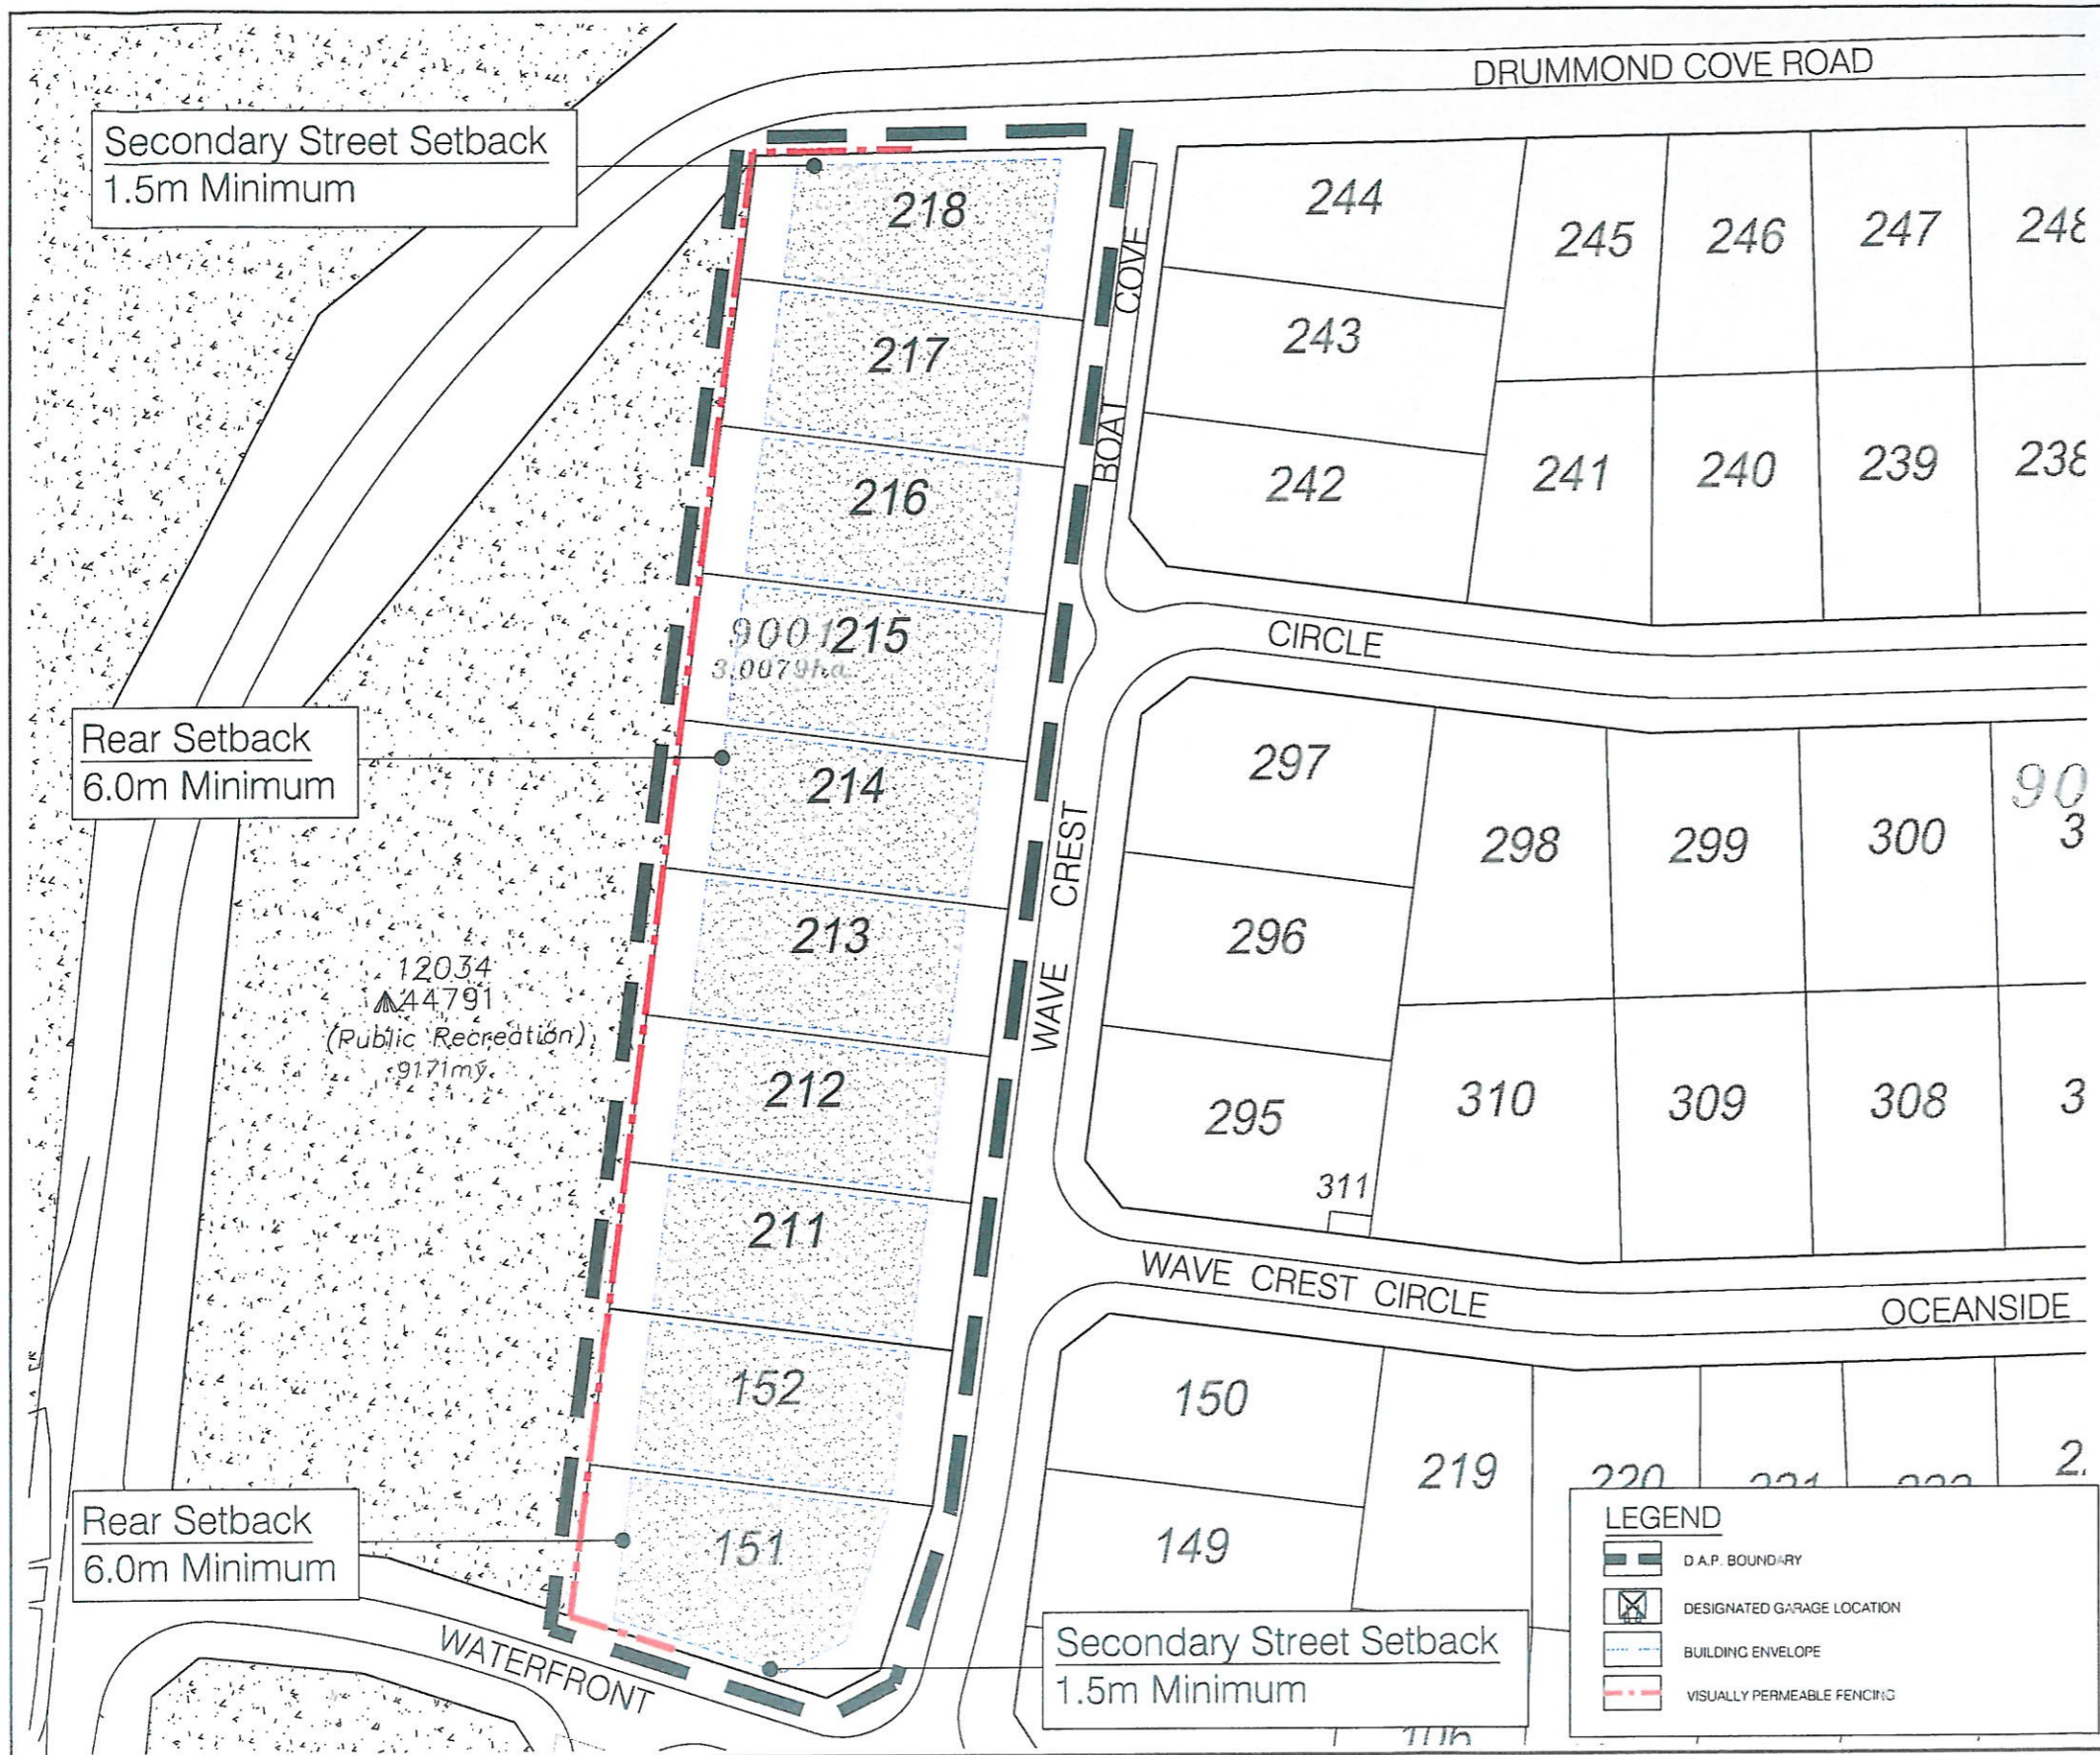 DRUMMOND COVE ROAD
Secondary Street Setback
1.5m Minimum
218
217
216
9001
215
3.0079ha
214
213
212
211
152
151
BOAT COVE
244
245
246
247
243
242
241
240
239
CIRCLE
Rear Setback
6.0m Minimum
297
298
299
300
90
3
296
WAVE CREST
12034
44791
(Public Recreation)
9171mý
295
310
309
308
3
311
WAVE CREST CIRCLE
OCEANSIDE
150
219
220
149
Rear Setback
6.0m Minimum
WATERFRONT
Secondary Street Setback
1.5m Minimum
LEGEND
D.A.P. BOUNDARY
DESIGNATED GARAGE LOCATION
BUILDING ENVELOPE
VISUALLY PERMEABLE FENCING